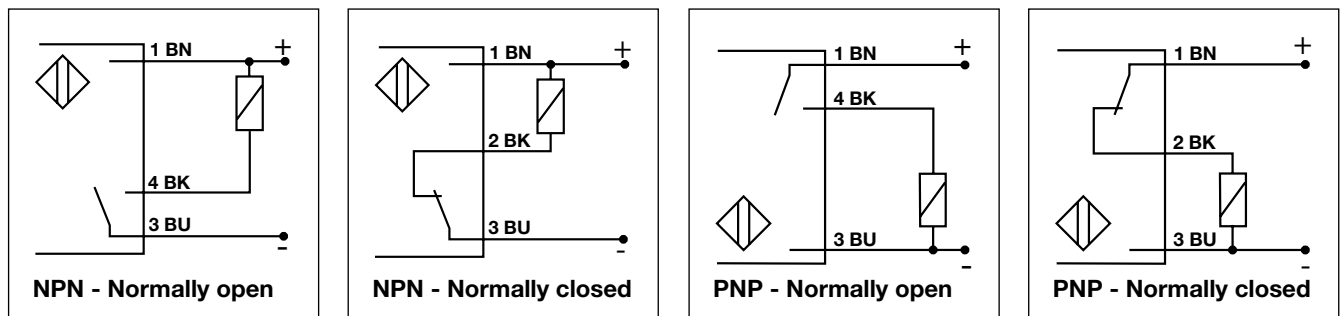 1 BN
+
4 BK
3 BU
-
NPN - Normally open
1 BN
+
2 BK
3 BU
-
NPN - Normally closed
1 BN
+
4 BK
3 BU
-
PNP - Normally open
1 BN
+
2 BK
3 BU
-
PNP - Normally closed